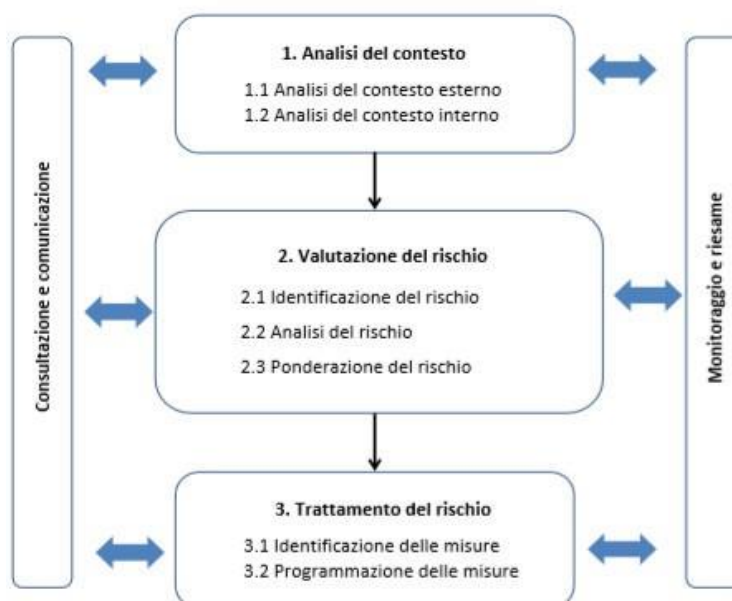 Consultazione e comunicazione
1. Analisi del contesto
1.1 Analisi del contesto esterno
1.2 Analisi del contesto interno
2. Valutazione del rischio
2.1 Identificazione del rischio
2.2 Analisi del rischio
2.3 Ponderazione del rischio
3. Trattamento del rischio
3.1 Identificazione delle misure
3.2 Programmazione delle misure
Monitoraggio e riesame